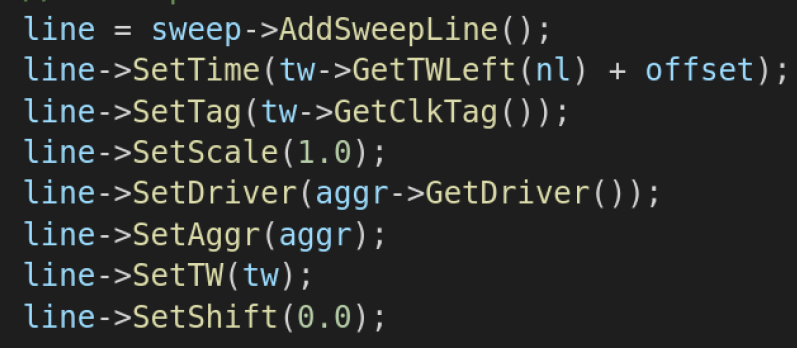 line = sweep->AddSweepLine();
line->SetTime(tw->GetTWLeft(nl) + offset);
line->SetTag(tw->GetClkTag());
line->SetScale(1.0);
line->SetDriver(aggr->GetDriver());
line->SetAggr(aggr);
line->SetTW(tw);
line->SetShift(0.0);